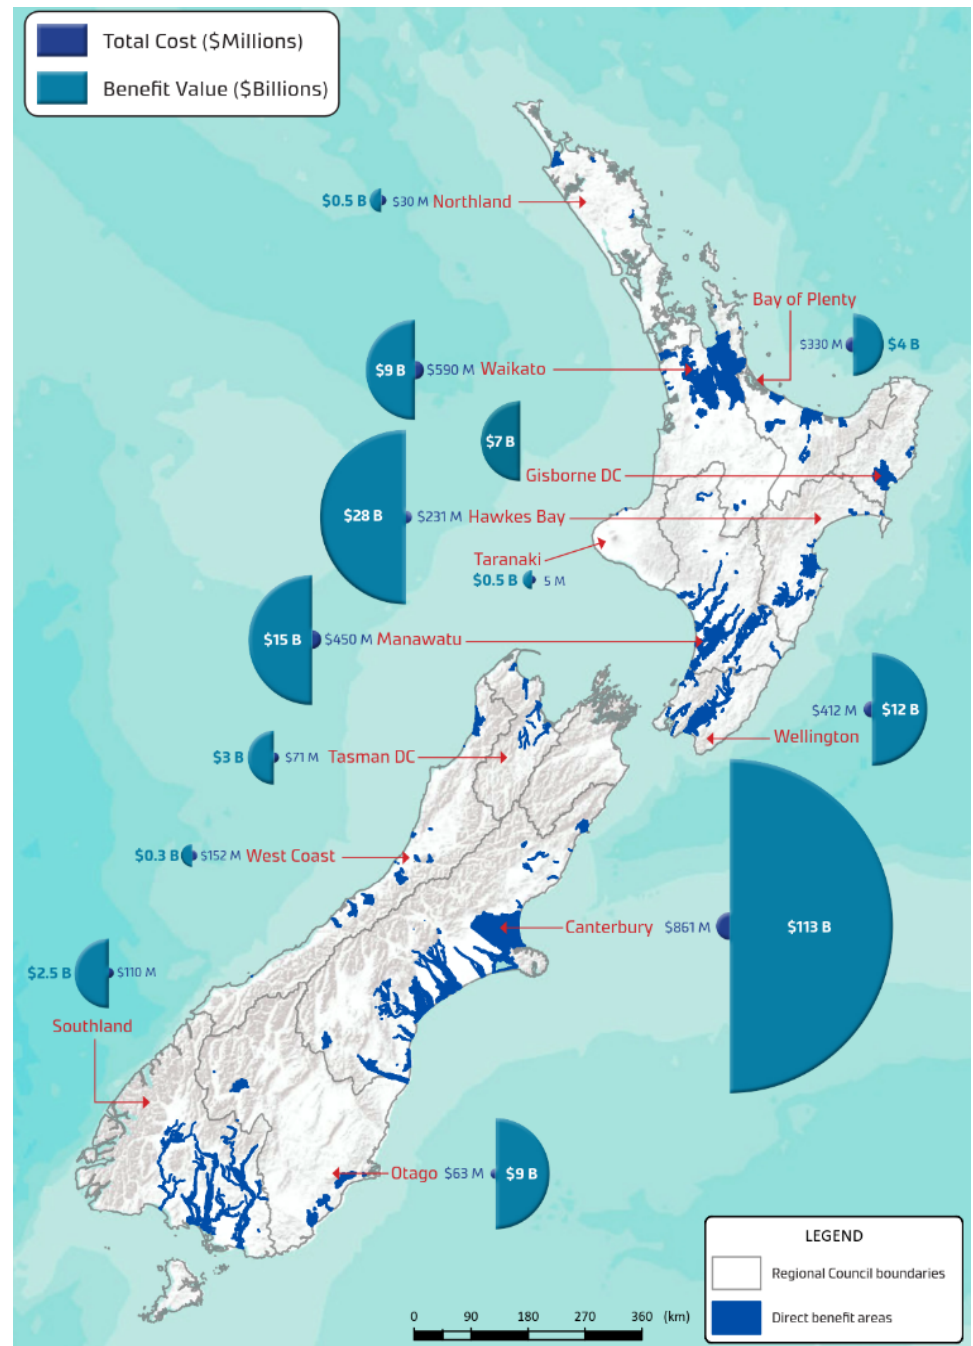 Total Cost ($Millions)
Benefit Value ($Billions)
$0.5 B $30 M Northland
Bay of Plenty
$330 M $4 B
$9 B $590 M Waikato
$7 B
Gisborne DC
$28 B $231 M Hawkes Bay
Taranaki
$0.5 B 5 M
$15 B $450 M Manawatu
$412 M $12 B
Wellington
$3 B $71 M Tasman DC
$0.3 B $152 M West Coast
Canterbury $861 M $113 B
$2.5 B $110 M
Southland
Otago $63 M $9 B
LEGEND
Regional Council boundaries
Direct benefit areas
0 90 180 270 360 (km)